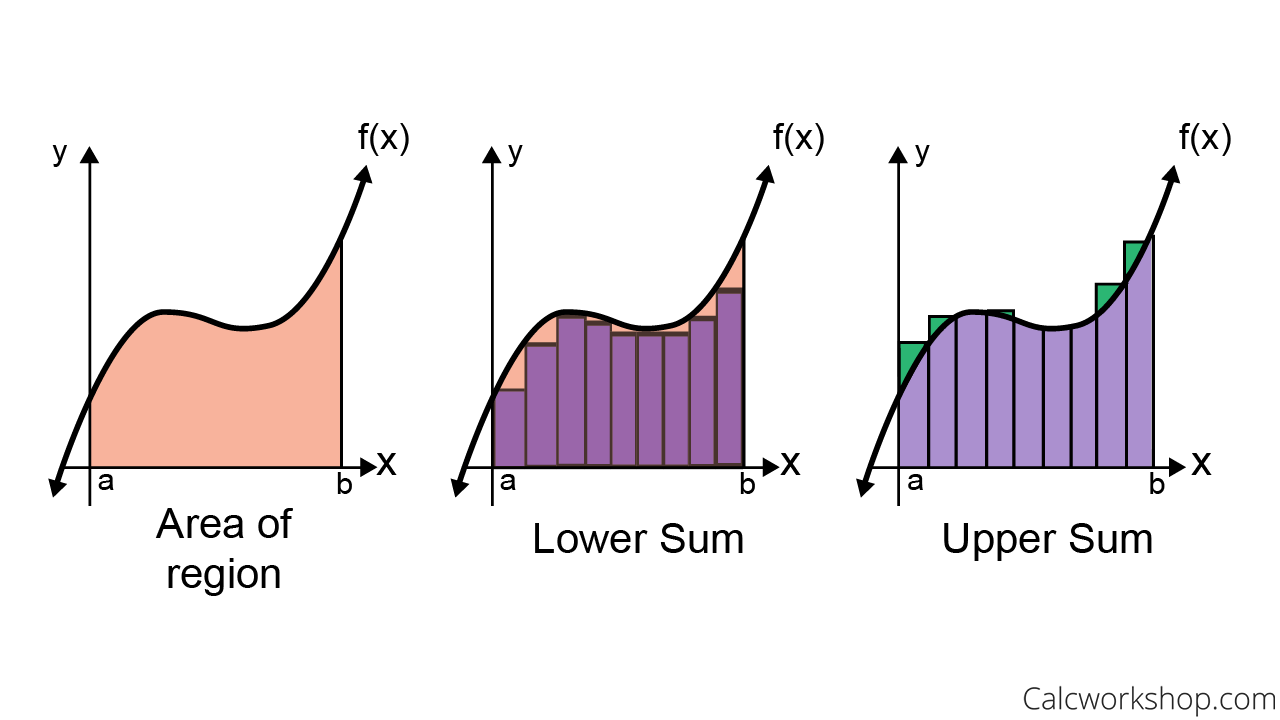 y
f(x)
x
a
b
Area of
region
y
f(x)
x
a
b
Lower Sum
y
f(x)
x
a
b
Upper Sum
Calcworkshop.com